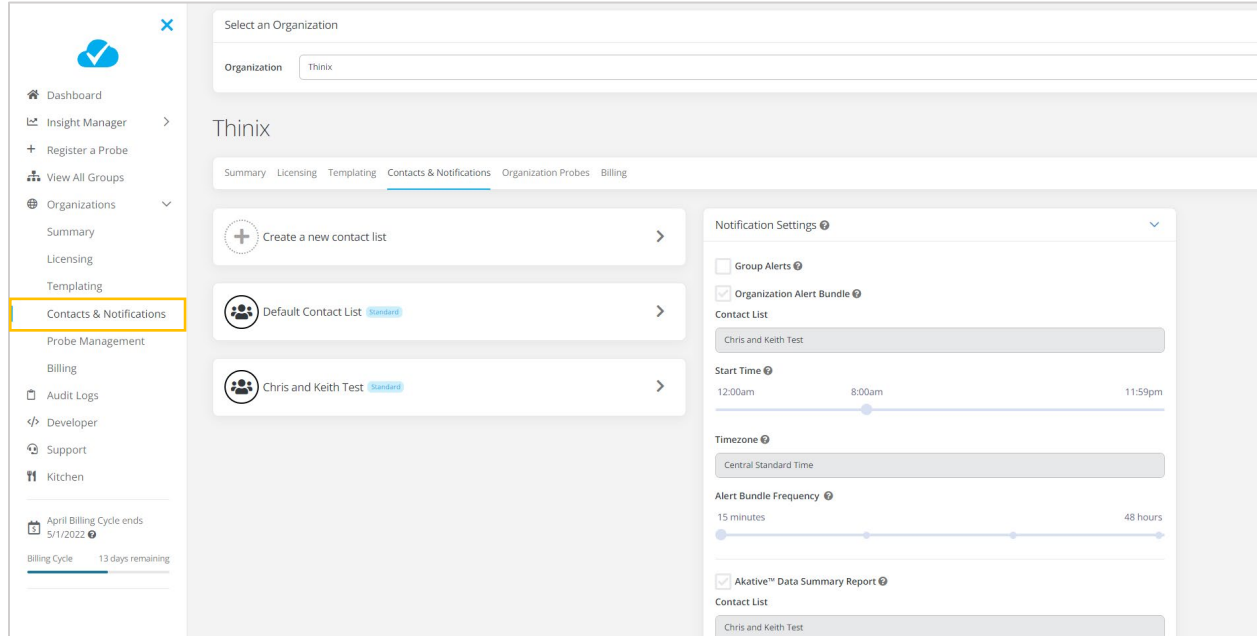 Select an Organization
Organization Thinix
Dashboard
Insight Manager
Register a Probe
View All Groups
Organizations
Summary
Licensing
Templating
Contacts & Notifications
Probe Management
Billing
Audit Logs
Developer
Support
Kitchen
April Billing Cycle ends
5/1/2022
Billing Cycle 13 days remaining
Thinix
Summary Licensing Templating Contacts & Notifications Organization Probes Billing
Create a new contact list
Default Contact List Standard
Chris and Keith Test Standard
Notification Settings
Group Alerts
Organization Alert Bundle
Contact List
Chris and Keith Test
Start Time
12:00am 8:00am 11:59pm
Timezone
Central Standard Time
Alert Bundle Frequency
15 minutes 48 hours
Akative™ Data Summary Report
Contact List
Chris and Keith Test